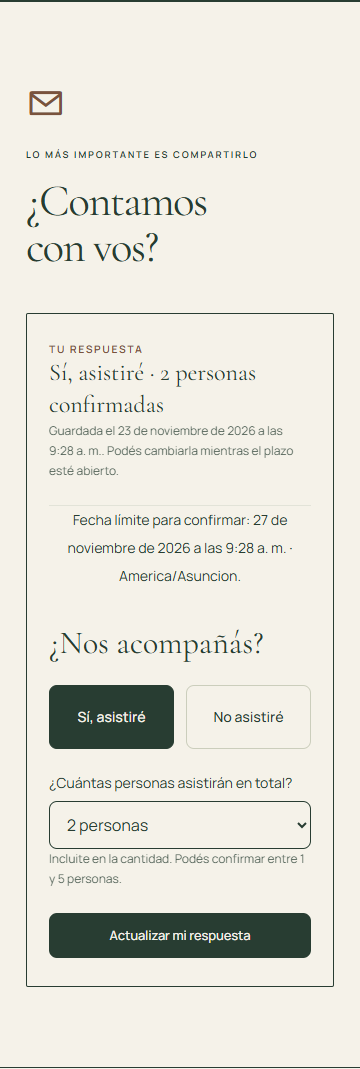 LO MÁS IMPORTANTE ES COMPARTIRLO
¿Contamos
con vos?
TU RESPUESTA
Sí, asistiré · 2 personas
confirmadas
Guardada el 23 de noviembre de 2026 a las
9:28 a. m.. Podés cambiarla mientras el plazo
esté abierto.
Fecha límite para confirmar: 27 de
noviembre de 2026 a las 9:28 a. m. ·
America/Asuncion.
¿Nos acompañás?
Sí, asistiré
No asistiré
¿Cuántas personas asistirán en total?
2 personas
Incluite en la cantidad. Podés confirmar entre 1
y 5 personas.
Actualizar mi respuesta